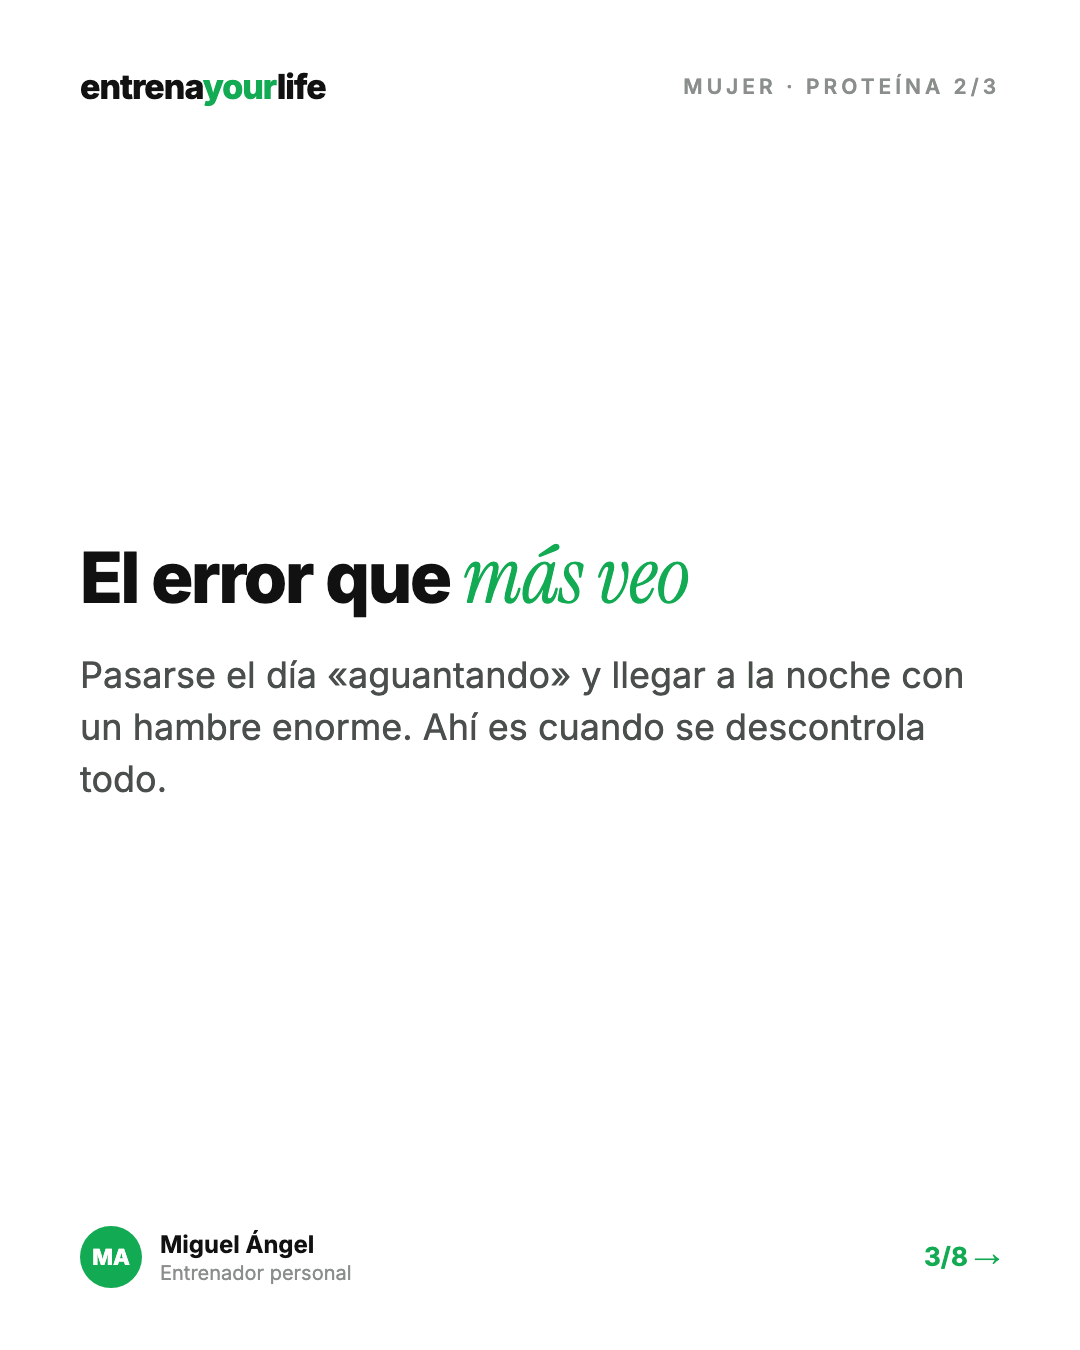 entrenayourlife
MUJER · PROTEÍNA 2/3
El error que más veo
Pasarse el día «aguantando» y llegar a la noche con
un hambre enorme. Ahí es cuando se descontrola
todo.
MA
Miguel Ángel
Entrenador personal
3/8 →